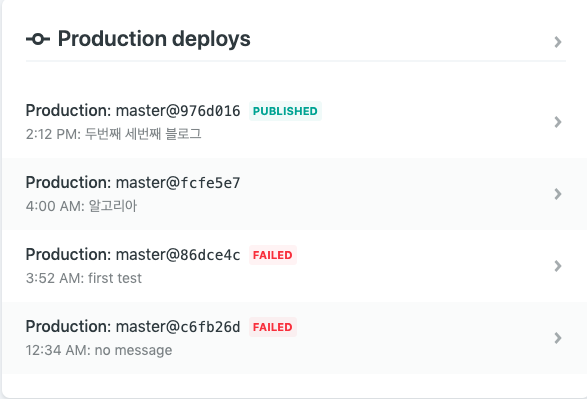 Production deploys
Production: master@976d016 PUBLISHED
2:12 PM: 두번째 세번째 블로그
Production: master@fcfe5e7
4:00 AM: 알고리아
Production: master@86dce4c FAILED
3:52 AM: first test
Production: master@c6fb26d FAILED
12:34 AM: no message